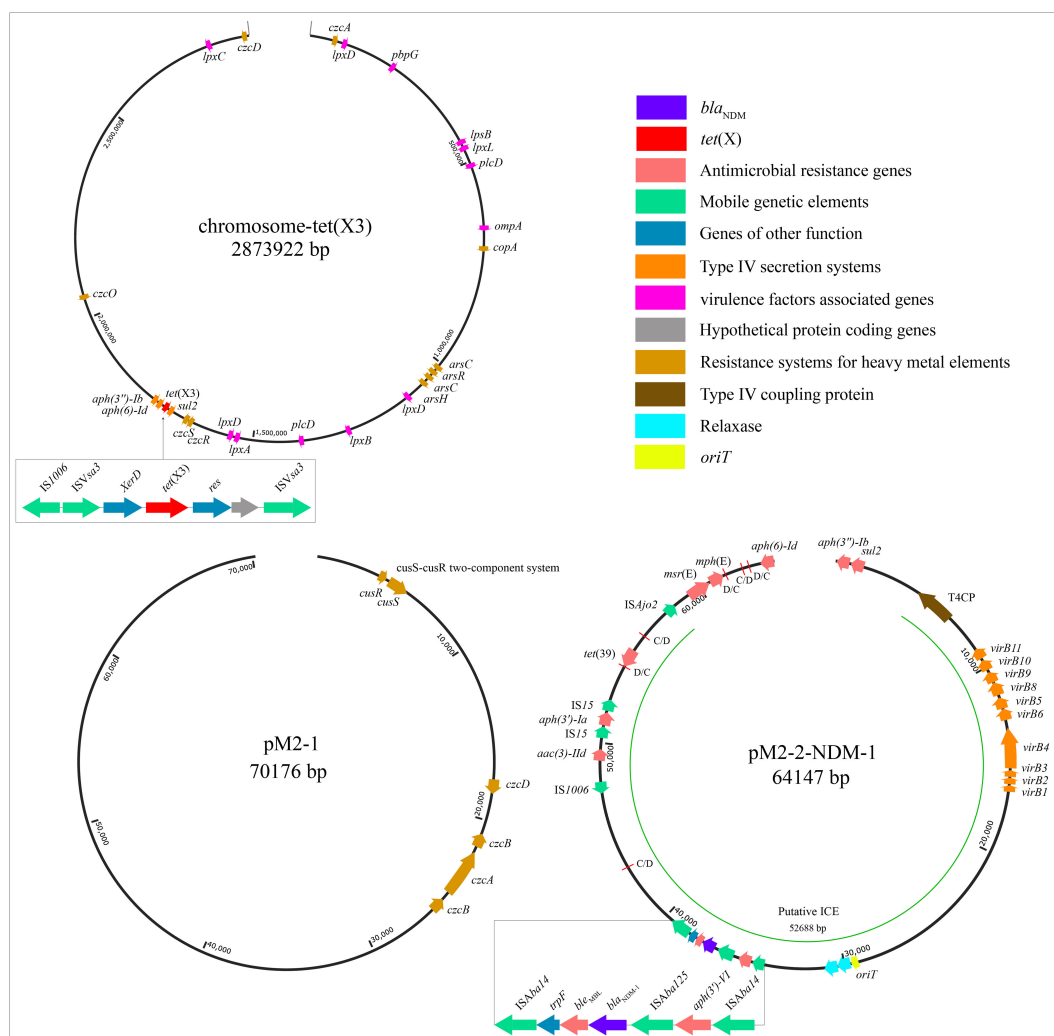 czcA
lpxD
pbpG
lpsB
lpxL
500,000
plcD
ompA
copA
1,000,000
arsC
arsR
arsC
arsH
lpxD
lpxB
plcD
1,500,000
lpxD
lpxA
czcR
czcS
sul2
tet(X3)
aph(3'')-Ib
aph(6)-Id
2,000,000
czcO
2,500,000
lpxC
czcD
chromosome-tet(X3)
2873922 bp
IS1006
ISVsa3
XerD
tet(X3)
res
ISVsa3
blaNDM
tet(X)
Antimicrobial resistance genes
Mobile genetic elements
Genes of other function
Type IV secretion systems
virulence factors associated genes
Hypothetical protein coding genes
Resistance systems for heavy metal elements
Type IV coupling protein
Relaxase
oriT
cusS-cusR two-component system
cusR
cusS
10,000
czcD
20,000
czcB
czcA
czcB
30,000
40,000
50,000
60,000
70,000
pM2-1
70176 bp
aph(3'')-Ib
sul2
T4CP
10,000
virB11
virB10
virB9
virB8
virB5
virB6
virB4
virB3
virB2
virB1
20,000
30,000
oriT
40,000
C/D
IS1006
aac(3)-IId
50,000
IS15
aph(3')-Ia
IS15
D/C
tet(39)
C/D
ISAjo2
60,000
msr(E)
mph(E)
D/C
C/D
D/C
aph(6)-Id
pM2-2-NDM-1
64147 bp
Putative ICE
52688 bp
ISAba14
trpF
bleMBL
blaNDM-1
ISAba125
aph(3')-VI
ISAba14